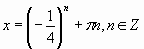 x = (−1/4)^n + πn, n ∈ Z